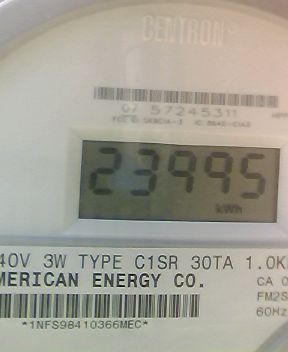 CENTRON®
07 57245311
23995
kWh
40V 3W TYPE C1SR 30TA 1.0K
MERICAN ENERGY CO.
CA 0
FM2S
60Hz
*1NFS98410366MEC*